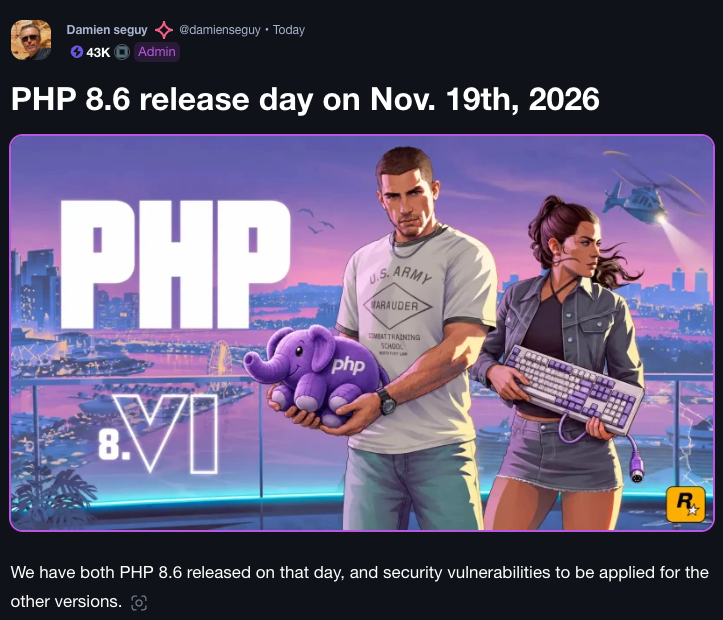 Damien seguy @damienseguy • Today
43K Admin
PHP 8.6 release day on Nov. 19th, 2026
PHP
8.VI
U.S. ARMY
MARAUDER
COMBAT TRAINING
SCHOOL
php
R
We have both PHP 8.6 released on that day, and security vulnerabilities to be applied for the
other versions.